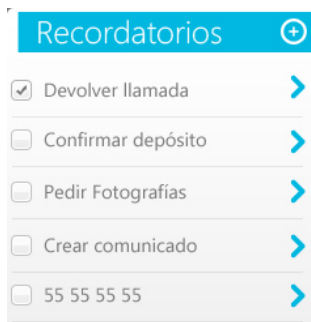 Recordatorios
Devolver llamada
Confirmar depósito
Pedir Fotografías
Crear comunicado
55 55 55 55